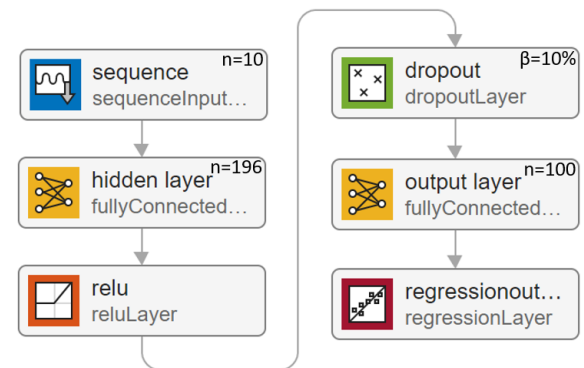 sequence n=10
sequenceInput...
hidden layer n=196
fullyConnected...
relu
reluLayer
dropout β=10%
dropoutLayer
output layer n=100
fullyConnected...
regressionout...
regressionLayer